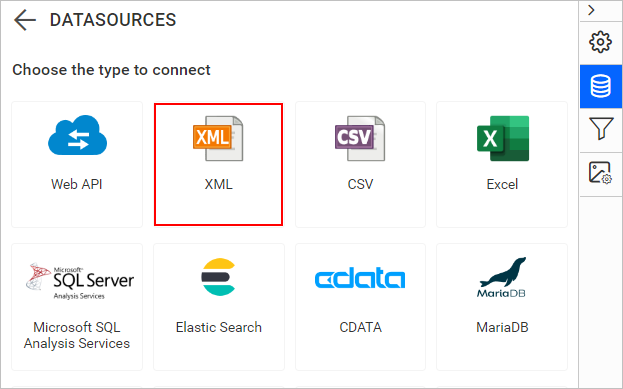 DATASOURCES
Choose the type to connect
XML
CSV
X
Web API
XML
CSV
Excel
Microsoft
SQL Server
Analysis Services
cdata
MariaDB
Microsoft SQL
Analysis Services
Elastic Search
CDATA
MariaDB